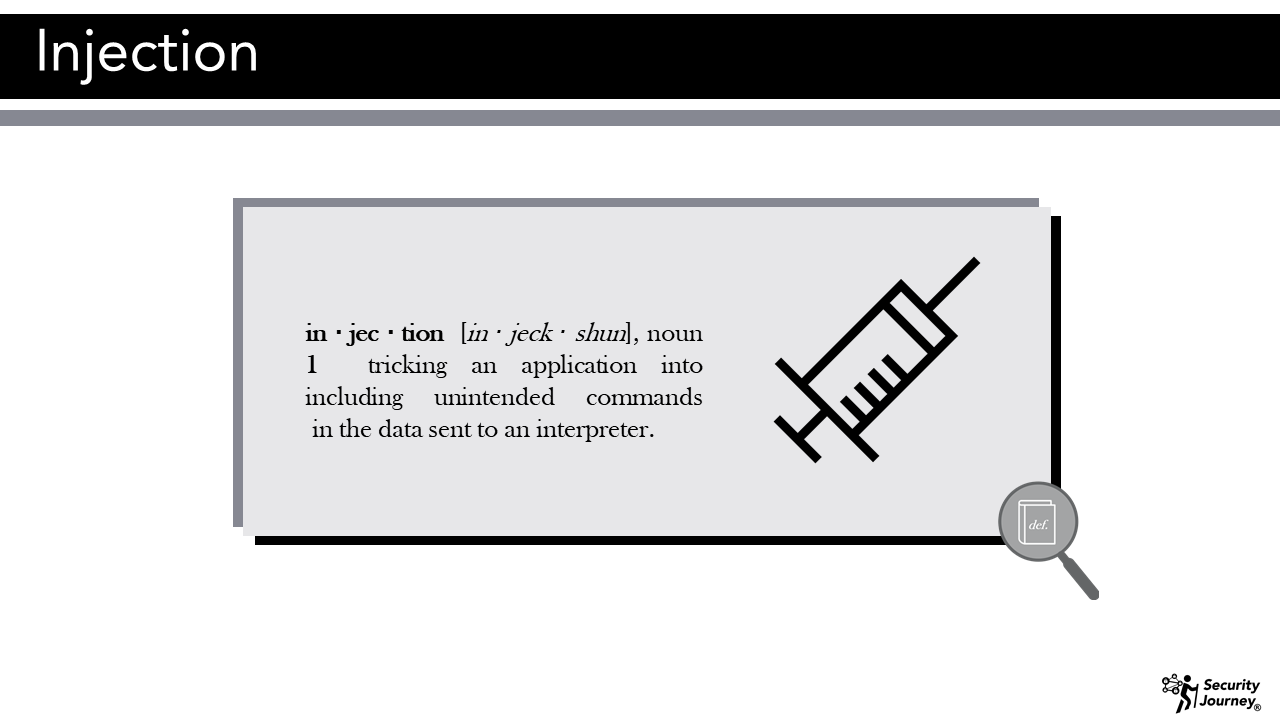 Injection
in · jec · tion [in · jeck · shun], noun
1 tricking an application into
including unintended commands
in the data sent to an interpreter.
def.
Security
Journey®